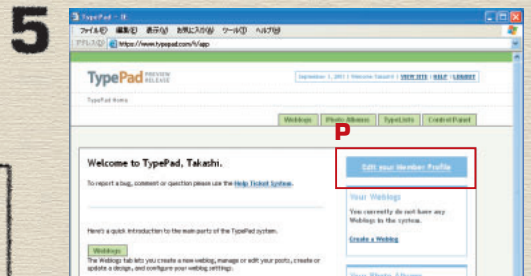 5
TypePad - IE
ファイル(F) 編集(E) 表示(V) お気に入り(A) ツール(T) ヘルプ(H)
アドレス(D) https://www.typepad.com/t/app
TypePad PREVIEW RELEASE
VIEW SITE | HELP | LOGOUT
TypePad Home
Weblogs Photo Albums TypeLists Control Panel
P
Welcome to TypePad, Takashi.
Edit your Member Profile
To report a bug, comment or question please use the Help Ticket System.
Your Weblogs
You currently do not have any
Weblogs in the system.
Create a Weblog
Here's a quick introduction to the main parts of the TypePad system.
Weblogs
The Weblogs tab lets you create a new weblog, manage or edit your posts, create or
update a design, and configure your weblog settings.
Your Photo Albums